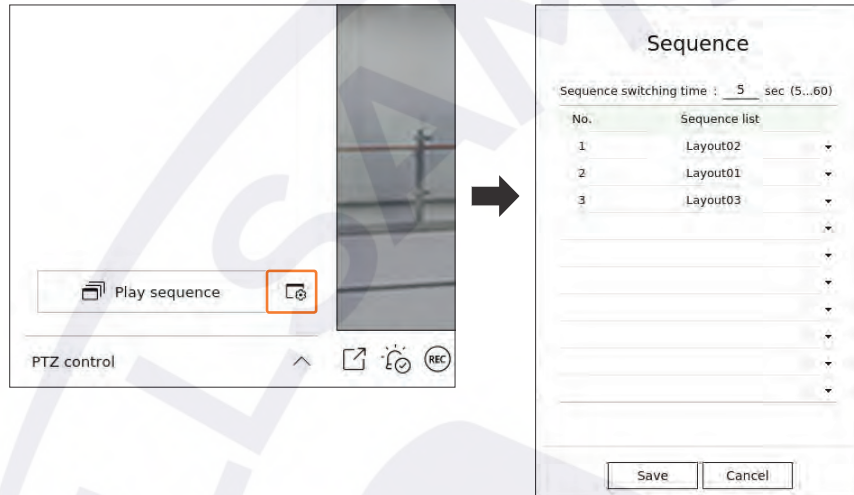 Play sequence
PTZ control
REC
Sequence
Sequence switching time : 5 sec (5...60)
No. Sequence list
1 Layout02
2 Layout01
3 Layout03
Save Cancel